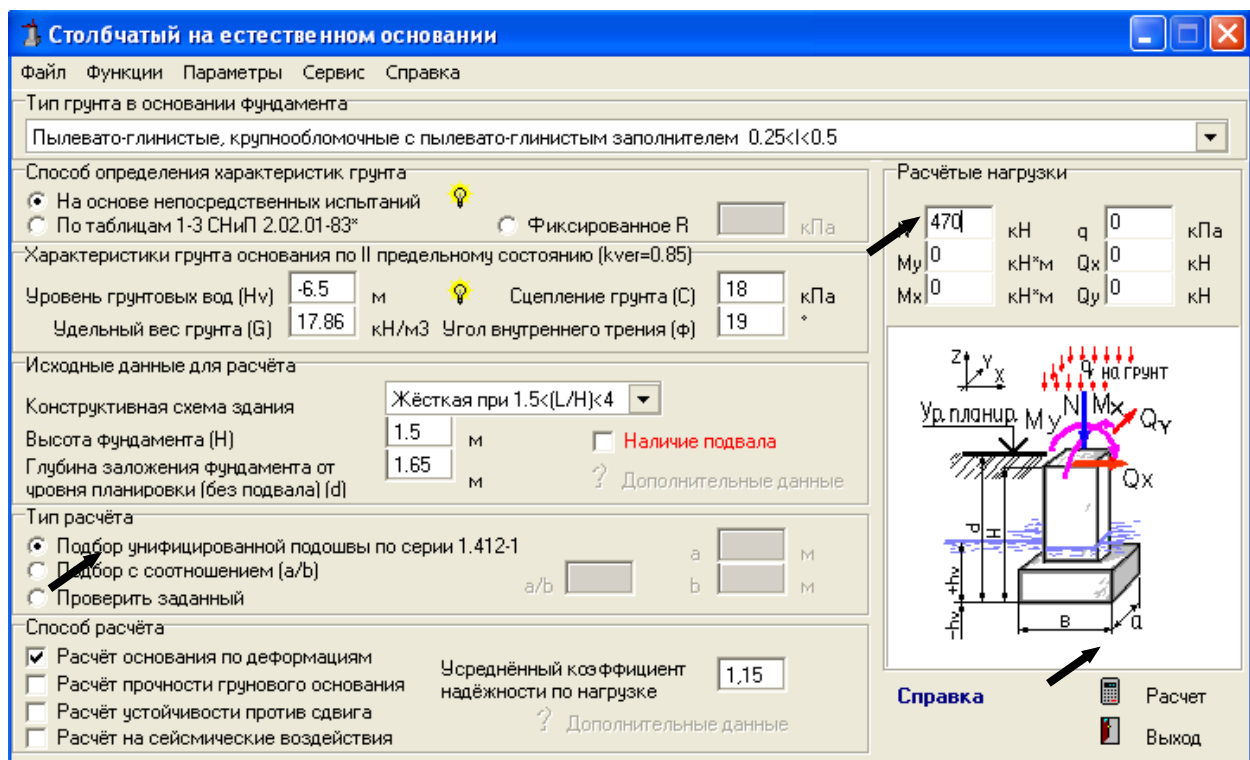 Столбчатый на естественном основании
Файл Функции Параметры Сервис Справка
Тип грунта в основании фундамента
Пылевато-глинистые, крупнообломочные с пылевато-глинистым заполнителем 0.25<I<0.5
Способ определения характеристик грунта
На основе непосредственных испытаний
По таблицам 1-3 СНиП 2.02.01-83*
Фиксированное R
кПа
Характеристики грунта основания по II предельному состоянию (kver=0.85)
Уровень грунтовых вод (Hv) -6.5 м
Сцепление грунта (C) 18 кПа
Удельный вес грунта (G) 17.86 кН/м3
Угол внутреннего трения (ф) 19 °
Исходные данные для расчёта
Конструктивная схема здания Жёсткая при 1.5<(L/H)<4
Высота фундамента (H) 1.5 м
Наличие подвала
Глубина заложения фундамента от
уровня планировки (без подвала) (d) 1.65 м
? Дополнительные данные
Тип расчёта
Подбор унифицированной подошвы по серии 1.412-1
Подбор с соотношением (a/b)
Проверить заданный
a/b
a м
b м
Способ расчёта
Расчёт основания по деформациям
Расчёт прочности грунового основания
Расчёт устойчивости против сдвига
Расчёт на сейсмические воздействия
Усреднённый коэффициент
надёжности по нагрузке 1,15
? Дополнительные данные
Расчётые нагрузки
470 кН q 0 кПа
My 0 кН*м Qx 0 кН
Mx 0 кН*м Qy 0 кН
Z Y X
q на грунт
Ур.планир. My N Mx Qy
Qx
d H
+hv
-hv
B a
Справка
Расчет
Выход